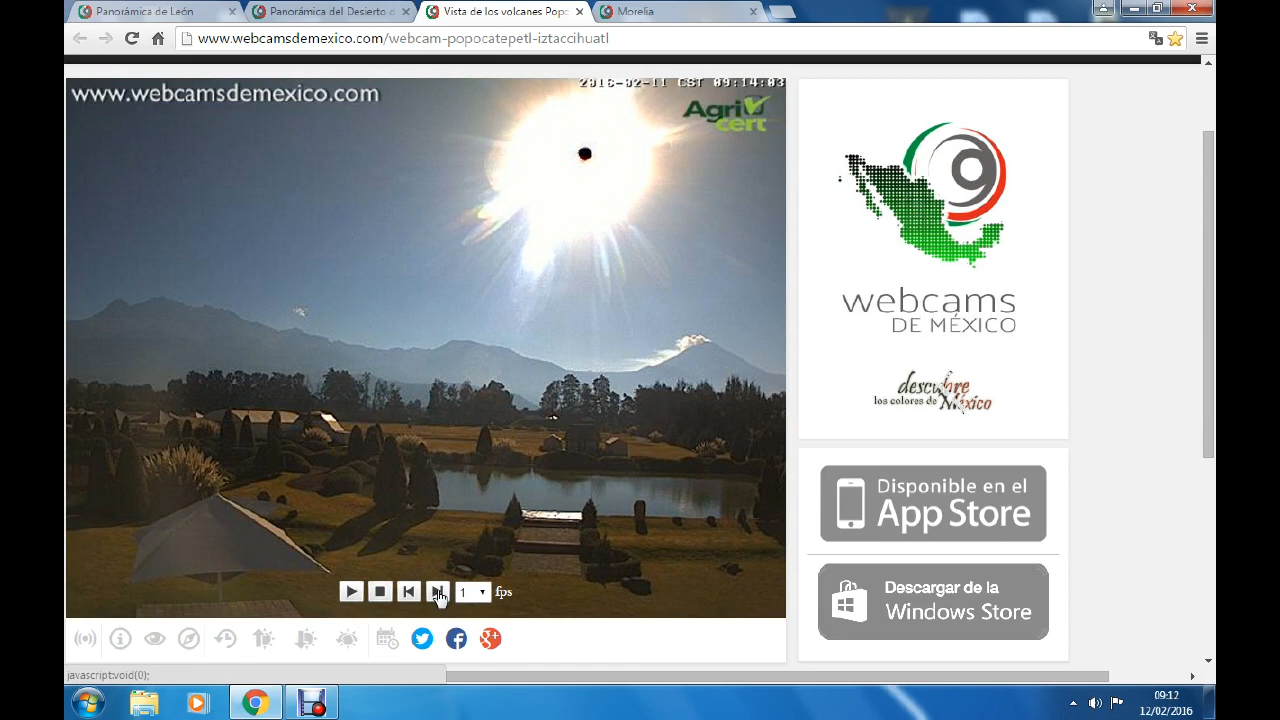 Panorámica de León
Panorámica del Desierto d
Vista de los volcanes Popo
Morelia
www.webcamsdemexico.com/webcam-popocatepetl-iztaccihuatl
www.webcamsdemexico.com
2016-02-11 CST 09:14:03
Agri
cert
9
webcams
DE MÉXICO
descubre
los colores de México
Disponible en el
App Store
Descargar de la
Windows Store
1
fps
javascript:void(0);
09:12
12/02/2016